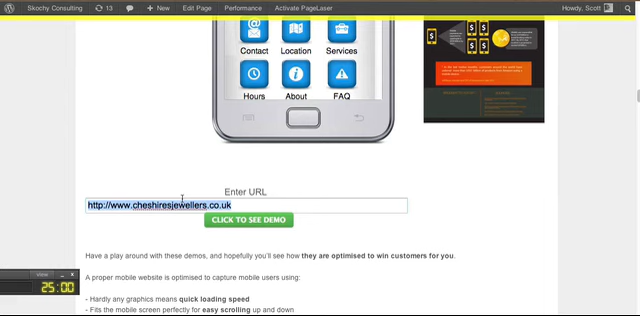 Skochy Consulting 13 + New Edit Page Performance Activate PageLaser Howdy, Scott
Contact Location Services
Hours About FAQ
Enter URL
http://www.cheshiresjewellers.co.uk
CLICK TO SEE DEMO
Have a play around with these demos, and hopefully you'll see how they are optimised to win customers for you.
View _ x
25:00
A proper mobile website is optimised to capture mobile users using:
- Hardly any graphics means quick loading speed
- Fits the mobile screen perfectly for easy scrolling up and down